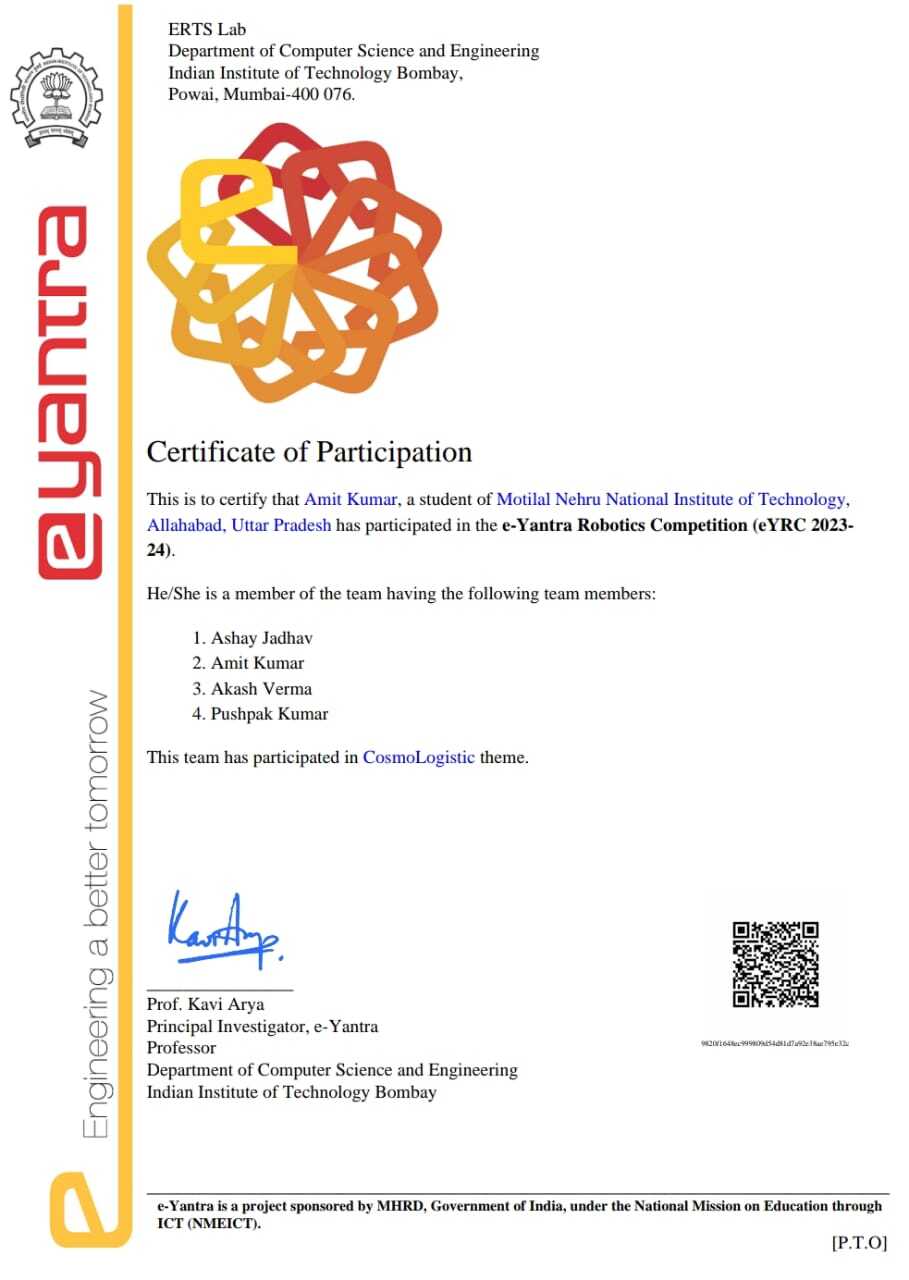 ERTS Lab
Department of Computer Science and Engineering
Indian Institute of Technology Bombay,
Powai, Mumbai-400 076.
eyantra
Engineering a better tomorrow
Certificate of Participation
This is to certify that Amit Kumar, a student of Motilal Nehru National Institute of Technology,
Allahabad, Uttar Pradesh has participated in the e-Yantra Robotics Competition (eYRC 2023-
24).
He/She is a member of the team having the following team members:
1. Ashay Jadhav
2. Amit Kumar
3. Akash Verma
4. Pushpak Kumar
This team has participated in CosmoLogistic theme.
Kavi Arya
Prof. Kavi Arya
Principal Investigator, e-Yantra
Professor
Department of Computer Science and Engineering
Indian Institute of Technology Bombay
e-Yantra is a project sponsored by MHRD, Government of India, under the National Mission on Education through
ICT (NMEICT).
[P.T.O]